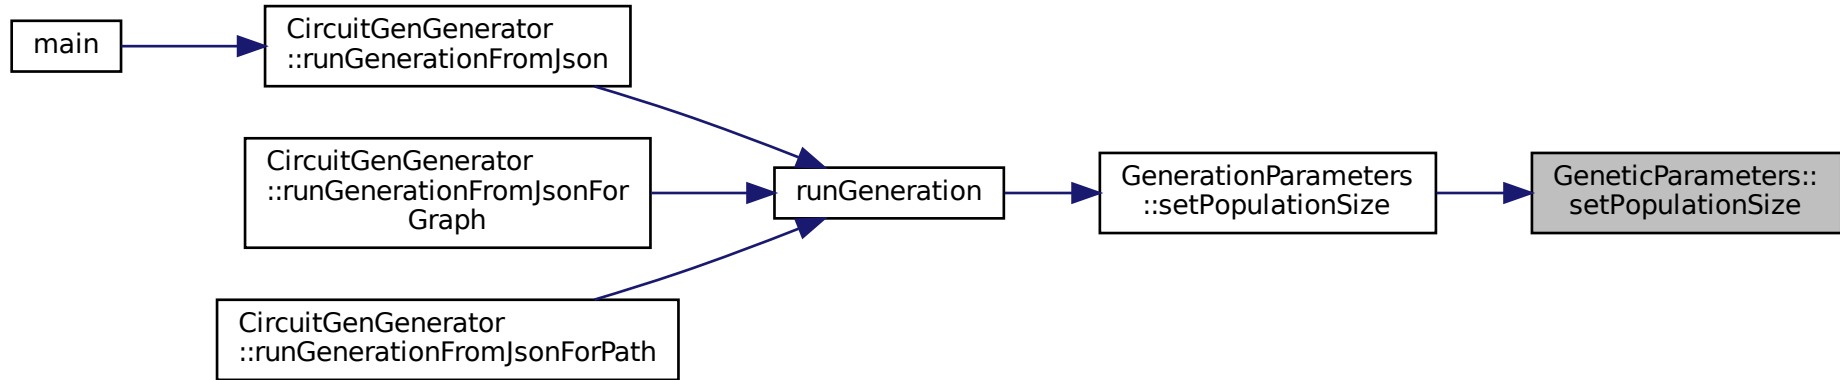 main
CircuitGenGenerator
::runGenerationFromJson
CircuitGenGenerator
::runGenerationFromJsonFor
Graph
CircuitGenGenerator
::runGenerationFromJsonForPath
runGeneration
GenerationParameters
::setPopulationSize
GeneticParameters::
setPopulationSize